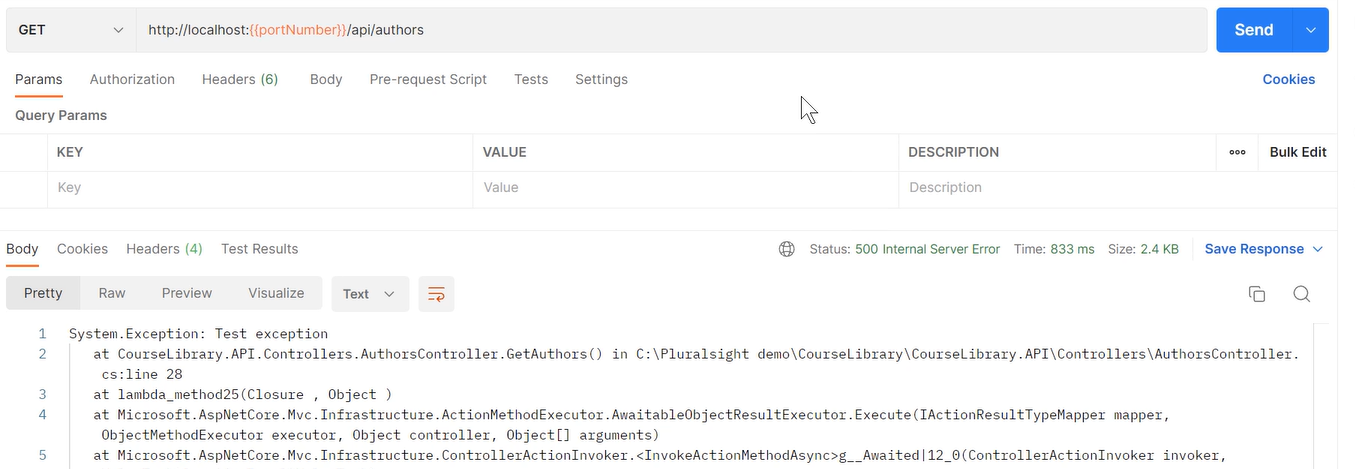 GET http://localhost:{{portNumber}}/api/authors Send
Params Authorization Headers (6) Body Pre-request Script Tests Settings Cookies
Query Params
KEY VALUE DESCRIPTION ooo Bulk Edit
Key Value Description
Body Cookies Headers (4) Test Results Status: 500 Internal Server Error Time: 833 ms Size: 2.4 KB Save Response
Pretty Raw Preview Visualize Text
1 System.Exception: Test exception
2 at CourseLibrary.API.Controllers.AuthorsController.GetAuthors() in C:\Pluralsight demo\CourseLibrary\CourseLibrary.API\Controllers\AuthorsController.
cs:line 28
3 at lambda_method25(Closure , Object )
4 at Microsoft.AspNetCore.Mvc.Infrastructure.ActionMethodExecutor.AwaitableObjectResultExecutor.Execute(IActionResultTypeMapper mapper,
ObjectMethodExecutor executor, Object controller, Object[] arguments)
5 at Microsoft.AspNetCore.Mvc.Infrastructure.ControllerActionInvoker.<InvokeActionMethodAsync>g__Awaited|12_0(ControllerActionInvoker invoker,